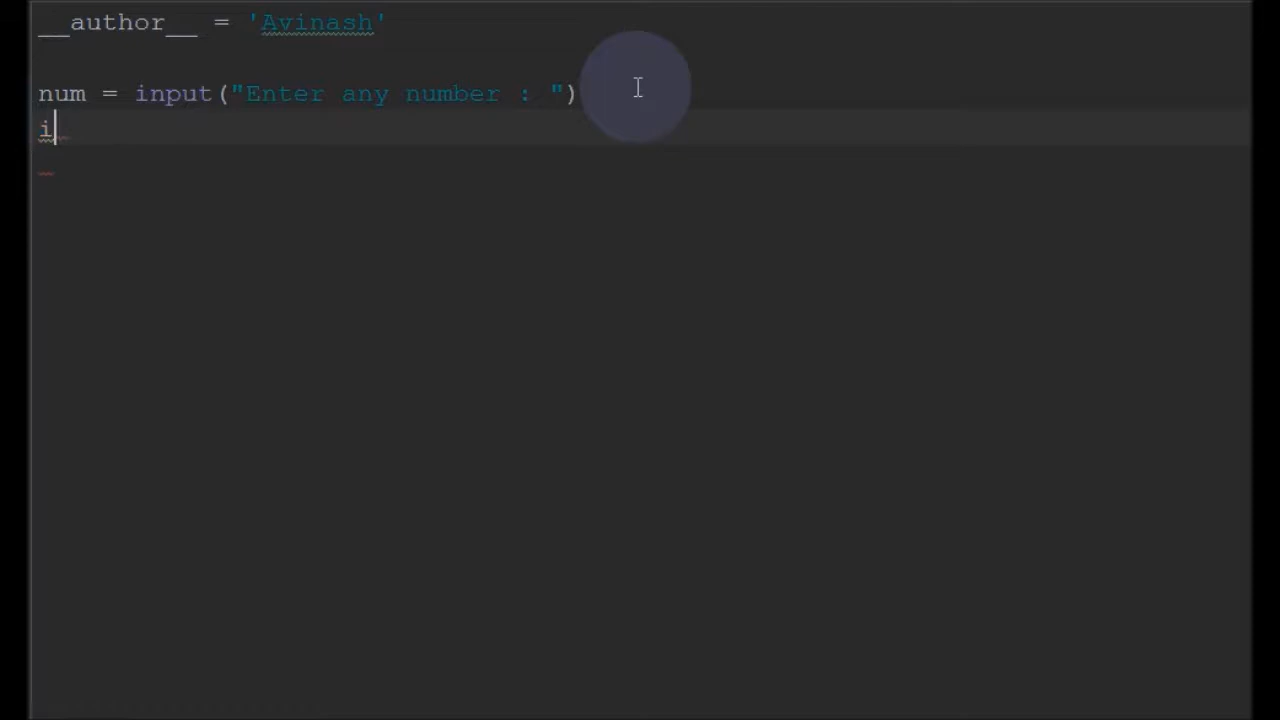 __author__ = 'Avinash'
num = input("Enter any number : ")
i